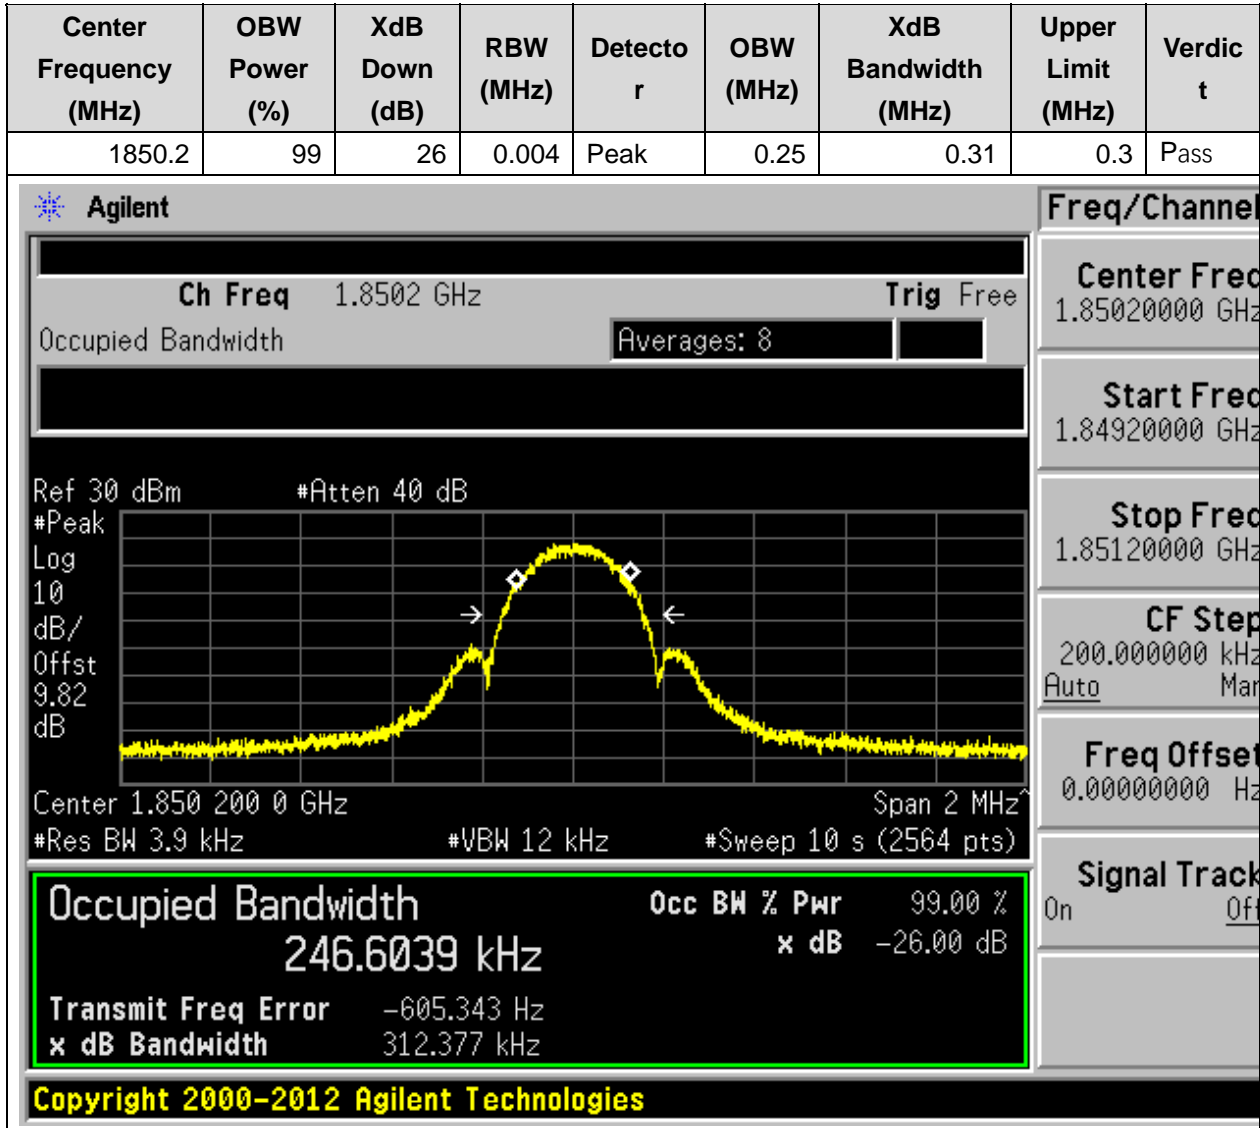 Center Frequency (MHz) OBW Power (%) XdB Down (dB) RBW (MHz) Detector OBW (MHz) XdB Bandwidth (MHz) Upper Limit (MHz) Verdict
1850.2 99 26 0.004 Peak 0.25 0.31 0.3 Pass
Agilent
Ch Freq 1.8502 GHz Trig Free
Occupied Bandwidth Averages: 8
Ref 30 dBm #Atten 40 dB
#Peak
Log
10
dB/
Offst
9.82
dB
Center 1.850 200 0 GHz Span 2 MHz^
#Res BW 3.9 kHz #VBW 12 kHz #Sweep 10 s (2564 pts)
Occupied Bandwidth Occ BW % Pwr 99.00 %
246.6039 kHz x dB -26.00 dB
Transmit Freq Error -605.343 Hz
x dB Bandwidth 312.377 kHz
Copyright 2000-2012 Agilent Technologies
Freq/Channel
Center Freq
1.85020000 GHz
Start Freq
1.84920000 GHz
Stop Freq
1.85120000 GHz
CF Step
200.000000 kHz
Auto Man
Freq Offset
0.00000000 Hz
Signal Track
On Off